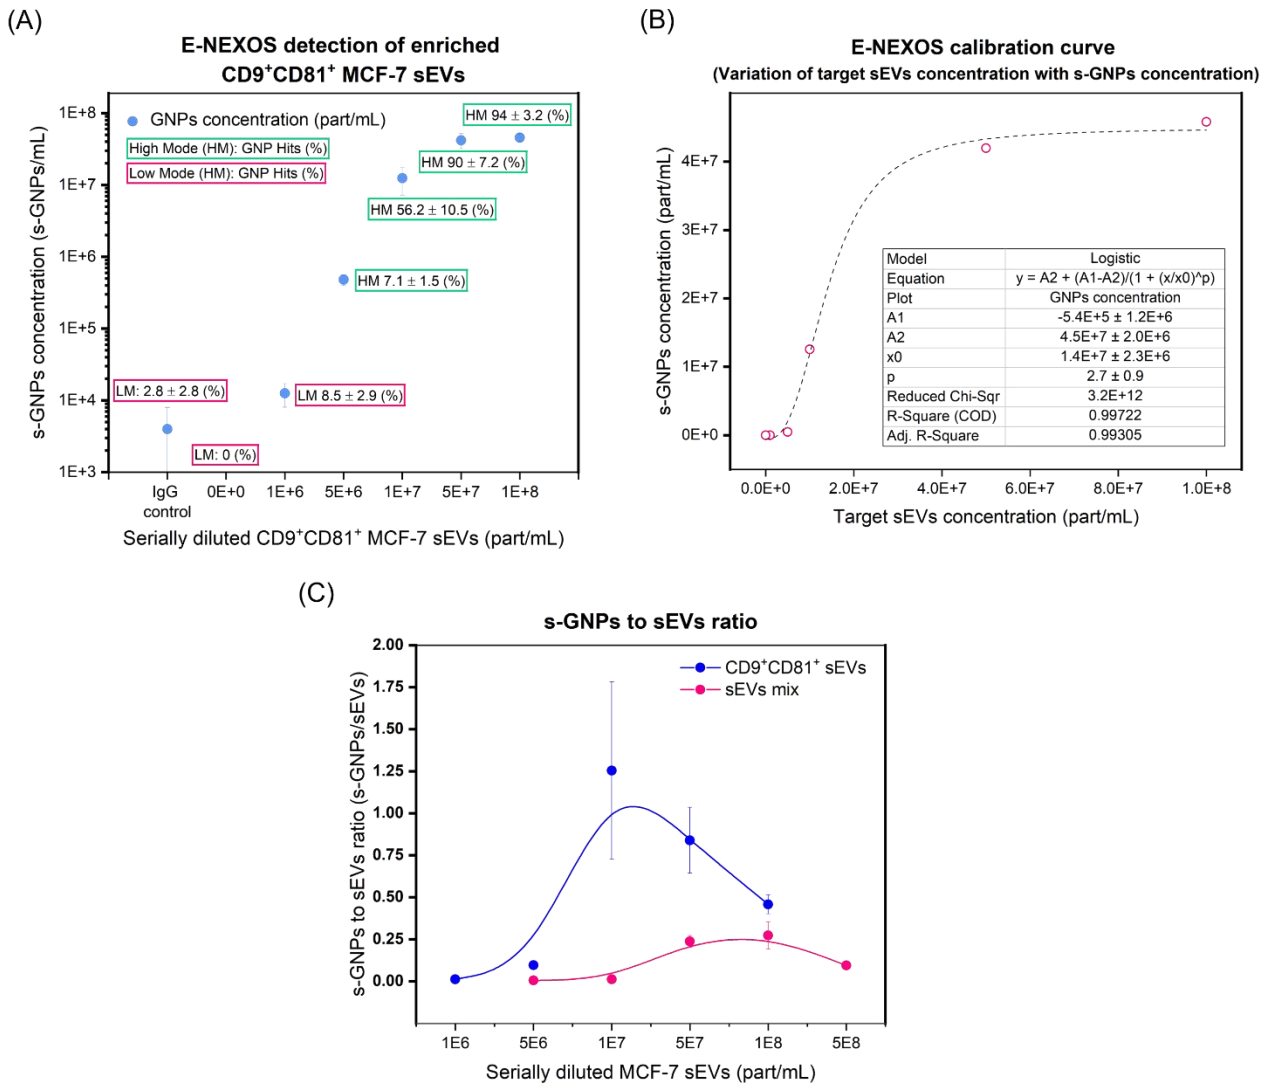 (A)
E-NEXOS detection of enriched
CD9⁺CD81⁺ MCF-7 sEVs
s-GNPs concentration (s-GNPs/mL)
1E+8
1E+7
1E+6
1E+5
1E+4
1E+3
GNPs concentration (part/mL)
High Mode (HM): GNP Hits (%)
Low Mode (HM): GNP Hits (%)
HM 94 ± 3.2 (%)
HM 90 ± 7.2 (%)
HM 56.2 ± 10.5 (%)
HM 7.1 ± 1.5 (%)
LM: 2.8 ± 2.8 (%)
LM 8.5 ± 2.9 (%)
LM: 0 (%)
IgG control
0E+0
1E+6
5E+6
1E+7
5E+7
1E+8
Serially diluted CD9⁺CD81⁺ MCF-7 sEVs (part/mL)
(B)
E-NEXOS calibration curve
(Variation of target sEVs concentration with s-GNPs concentration)
s-GNPs concentration (part/mL)
4E+7
3E+7
2E+7
1E+7
0E+0
Model Logistic
Equation y = A2 + (A1-A2)/(1 + (x/x0)^p)
Plot GNPs concentration
A1 -5.4E+5 ± 1.2E+6
A2 4.5E+7 ± 2.0E+6
x0 1.4E+7 ± 2.3E+6
p 2.7 ± 0.9
Reduced Chi-Sqr 3.2E+12
R-Square (COD) 0.99722
Adj. R-Square 0.99305
0.0E+0
2.0E+7
4.0E+7
6.0E+7
8.0E+7
1.0E+8
Target sEVs concentration (part/mL)
(C)
s-GNPs to sEVs ratio
s-GNPs to sEVs ratio (s-GNPs/sEVs)
2.00
1.75
1.50
1.25
1.00
0.75
0.50
0.25
0.00
CD9⁺CD81⁺ sEVs
sEVs mix
1E6
5E6
1E7
5E7
1E8
5E8
Serially diluted MCF-7 sEVs (part/mL)